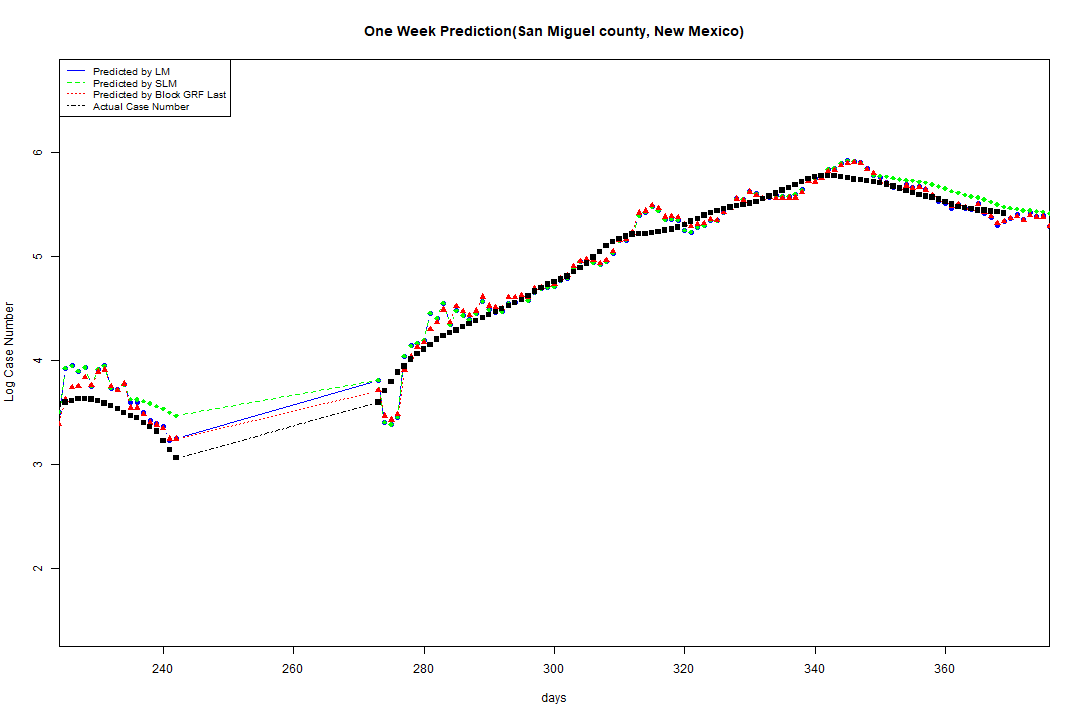 One Week Prediction(San Miguel county, New Mexico)
Predicted by LM
Predicted by SLM
Predicted by Block GRF Last
Actual Case Number
6
5
4
3
2
Log Case Number
240 260 280 300 320 340 360
days